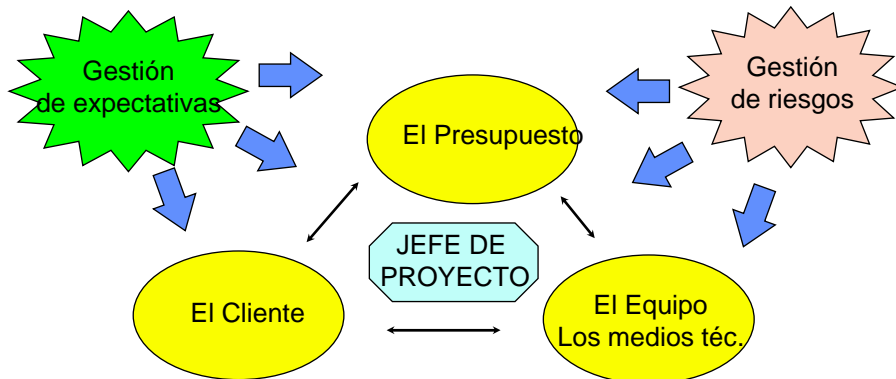 Gestión
de expectativas
Gestión
de riesgos
El Presupuesto
JEFE DE
PROYECTO
El Cliente
El Equipo
Los medios téc.